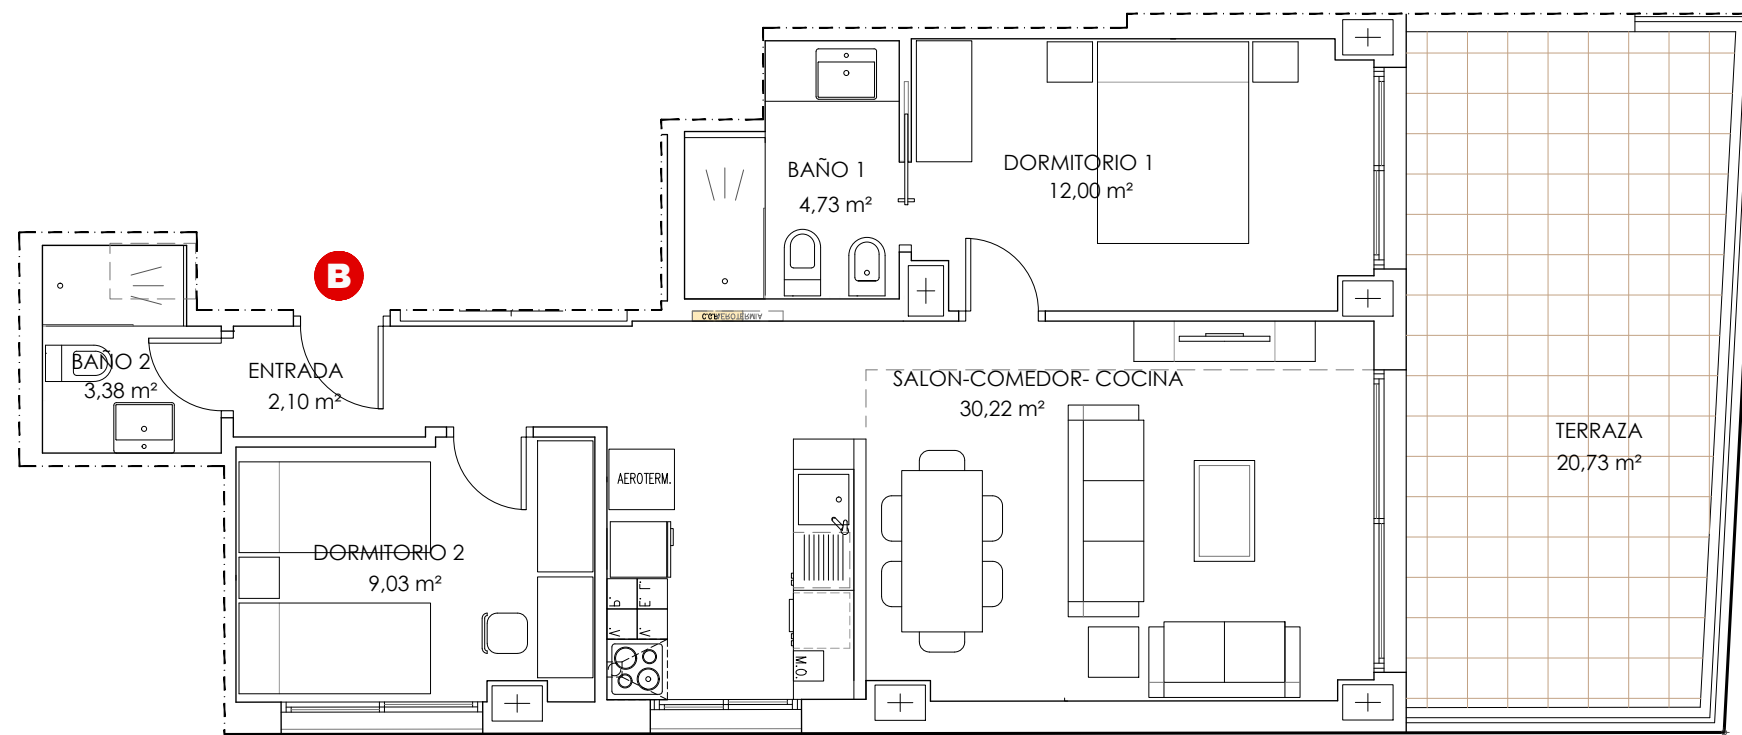 BAÑO 1
4,73 m²
DORMITORIO 1
12,00 m²
B
BAÑO 2
3,38 m²
ENTRADA
2,10 m²
SALON-COMEDOR- COCINA
30,22 m²
TERRAZA
20,73 m²
AEROTERM.
DORMITORIO 2
9,03 m²
M.O.